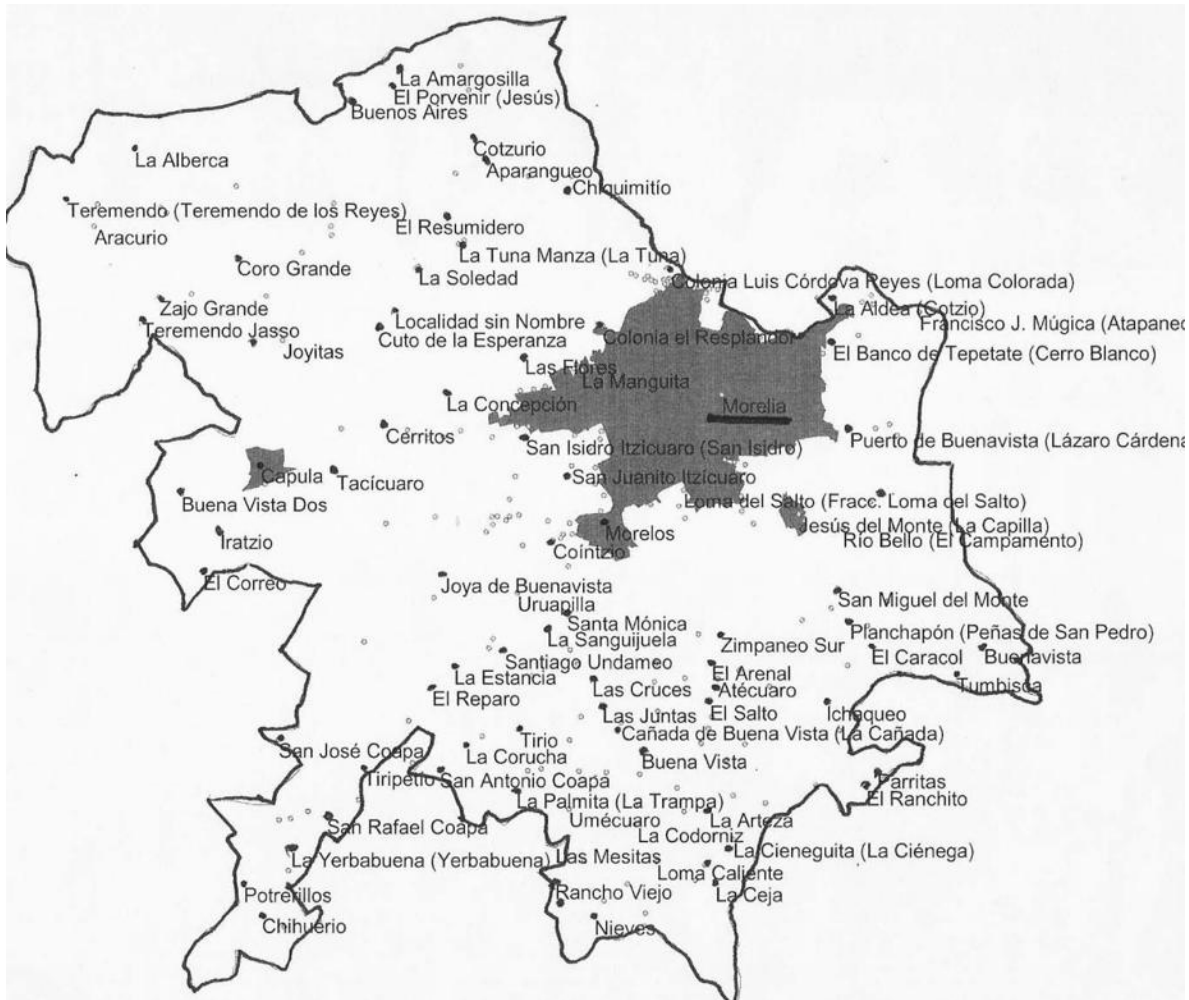 La Amargosilla
El Porvenir (Jesús)
Buenos Aires
Cotzurio
La Alberca
Aparangueo
Chiquimitío
Teremendo (Teremendo de los Reyes)
El Resumidero
Aracurio
La Tuna Manza (La Tuna)
Coro Grande
La Soledad
Colonia Luis Córdova Reyes (Loma Colorada)
Zajo Grande
La Aldea (Cotzio)
Localidad sin Nombre
Francisco J. Múgica (Atapaneo
Teremendo Jasso
Cuto de la Esperanza
Colonia el Resplandor
Joyitas
El Banco de Tepetate (Cerro Blanco)
Las Flores
La Manguita
La Concepción
Morelia
Cerritos
San Isidro Itzícuaro (San Isidro)
Puerto de Buenavista (Lázaro Cárdena
Capula
Tacícuaro
San Juanito Itzícuaro
Buena Vista Dos
Loma del Salto (Fracc. Loma del Salto)
Jesús del Monte (La Capilla)
Iratzio
Morelos
Río Bello (El Campamento)
Cointzio
El Correo
Joya de Buenavista
Uruapilla
San Miguel del Monte
Santa Mónica
La Sanguijuela
Zimpaneo Sur
Planchapón (Peñas de San Pedro)
Santiago Undameo
El Caracol
Buenavista
La Estancia
El Arenal
El Reparo
Las Cruces
Atécuaro
Tumbisca
Las Juntas
El Salto
Ichaqueo
Tirio
Cañada de Buena Vista (La Cañada)
San José Coapa
La Corucha
Buena Vista
Tiripetío
San Antonio Coapa
Parritas
El Ranchito
La Palmita (La Trampa)
San Rafael Coapa
Umécuaro
La Arteza
La Codorniz
La Yerbabuena (Yerbabuena)
Las Mesitas
La Cieneguita (La Ciénega)
Loma Caliente
Potrerillos
Rancho Viejo
La Ceja
Chihuerio
Nieves